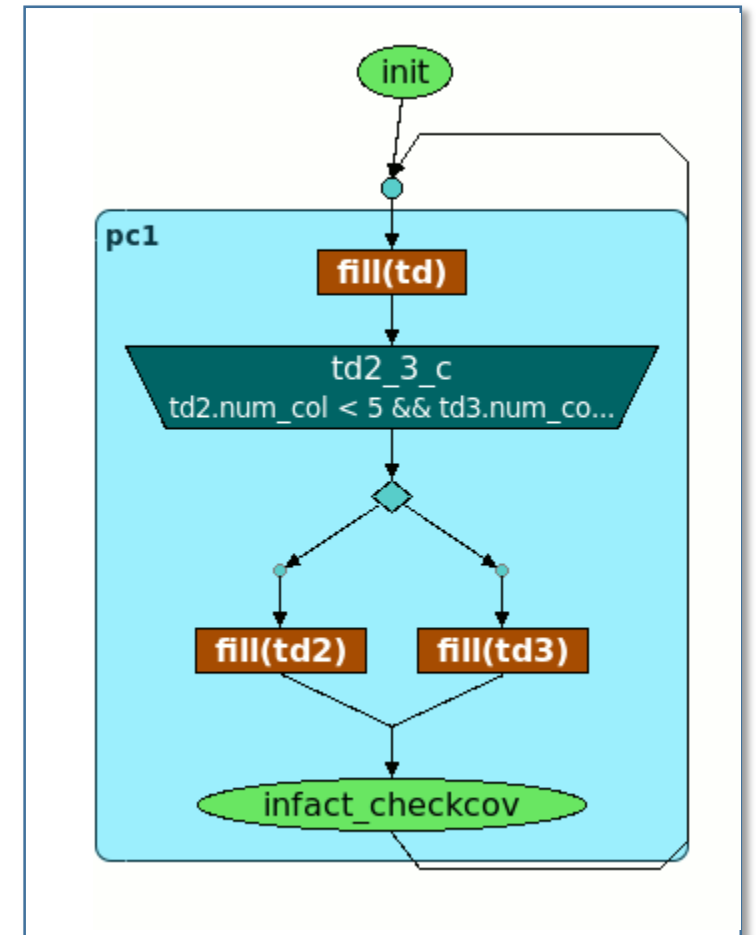 init
pc1
fill(td)
td2_3_c
td2.num_col < 5 && td3.num_co...
fill(td2)
fill(td3)
infact_checkcov